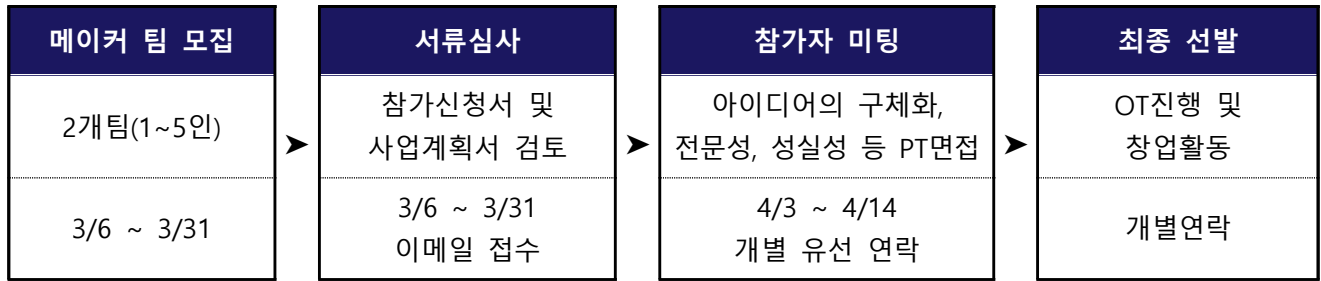 메이커 팀 모집
2개팀(1~5인)
3/6 ~ 3/31
➤
서류심사
참가신청서 및
사업계획서 검토
3/6 ~ 3/31
이메일 접수
➤
참가자 미팅
아이디어의 구체화,
전문성, 성실성 등 PT면접
4/3 ~ 4/14
개별 유선 연락
➤
최종 선발
OT진행 및
창업활동
개별연락